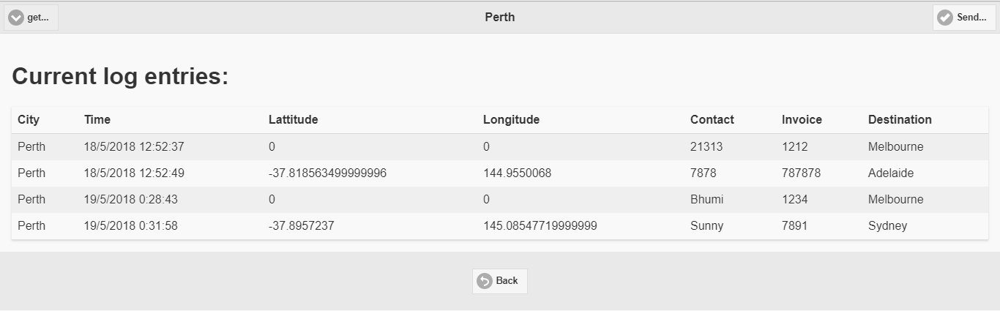 get... Perth Send...
Current log entries:
City Time Lattitude Longitude Contact Invoice Destination
Perth 18/5/2018 12:52:37 0 0 21313 1212 Melbourne
Perth 18/5/2018 12:52:49 -37.818563499999996 144.9550068 7878 787878 Adelaide
Perth 19/5/2018 0:28:43 0 0 Bhumi 1234 Melbourne
Perth 19/5/2018 0:31:58 -37.8957237 145.08547719999999 Sunny 7891 Sydney
Back